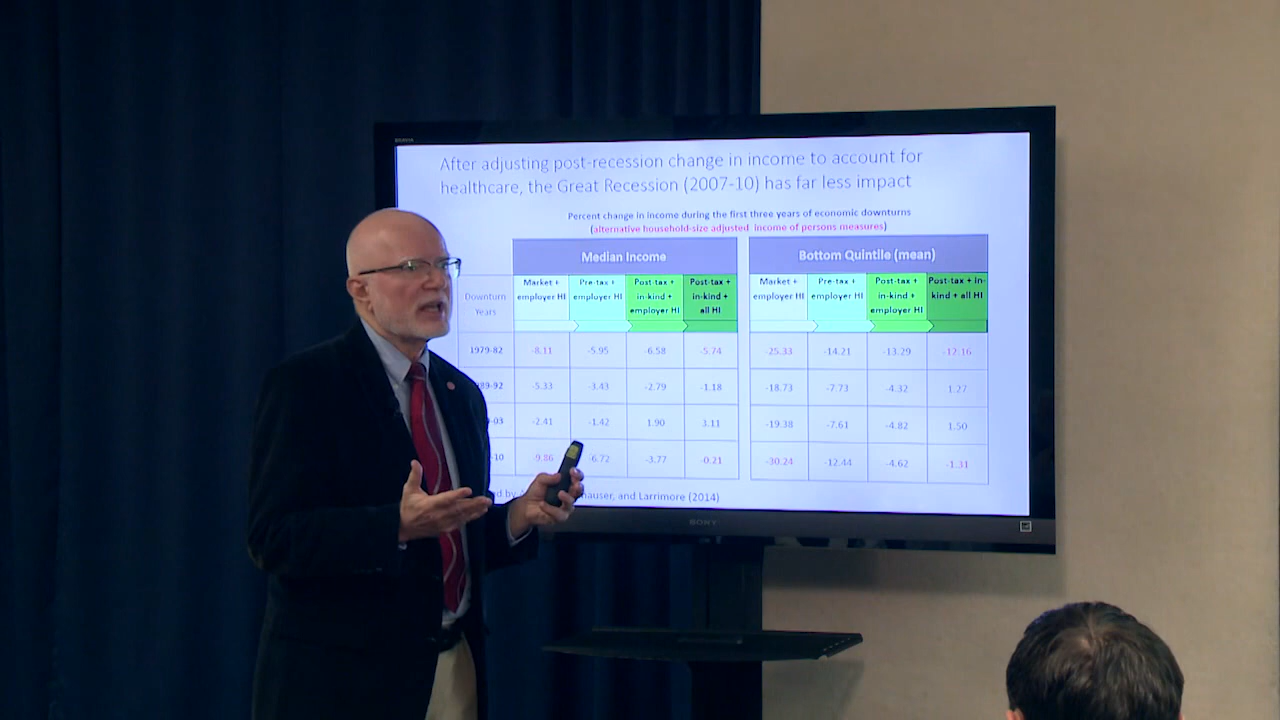 After adjusting post-recession change in income to account for
healthcare, the Great Recession (2007-10) has far less impact
Percent change in income during the first three years of economic downturns
(alternative household-size adjusted income of persons measures)
Median Income Bottom Quintile (mean)
Downturn Years Market + employer HI Pre-tax + employer HI Post-tax + in-kind + employer HI Post-tax + in-kind + all HI Market + employer HI Pre-tax + employer HI Post-tax + in-kind + employer HI Post-tax + in-kind + all HI
1979-82 -8.11 -5.95 -6.58 -5.74 -25.33 -14.21 -13.29 -12.16
89-92 -5.33 -3.43 -2.79 -1.18 -18.73 -7.73 -4.32 1.27
-03 -2.41 -1.42 1.90 3.11 -19.38 -7.61 -4.82 1.50
-10 -9.86 -6.72 -3.77 -0.21 -30.24 -12.44 -4.62 -1.31
by hauser, and Larrimore (2014)
SONY